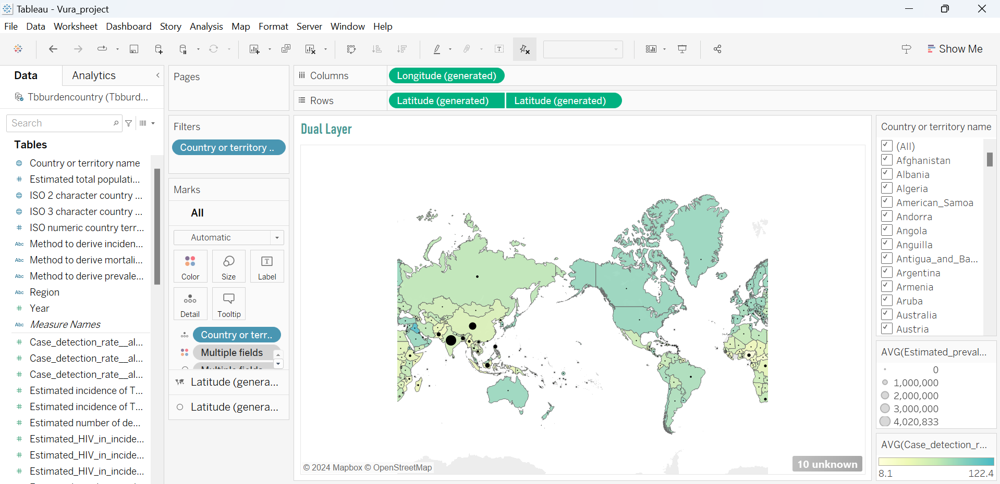 Tableau - Vura_project
File Data Worksheet Dashboard Story Analysis Map Format Server Window Help
Show Me
Data
Analytics
Tbburdencountry (Tbburd...
Search
Tables
Country or territory name
Estimated total populati...
ISO 2 character country ...
ISO 3 character country ...
ISO numeric country terr...
Abc Method to derive inciden...
Abc Method to derive mortali...
Abc Method to derive prevale...
Abc Region
Year
Abc Measure Names
Case_detection_rate__al...
Case_detection_rate__al...
Case_detection_rate__al...
Estimated incidence of T...
Estimated incidence of T...
Estimated number of de...
Estimated_HIV_in_incide...
Estimated_HIV_in_incide...
Estimated_HIV_in_incide...
Pages
Filters
Country or territory ..
Marks
All
Automatic
Color
Size
Label
Detail
Tooltip
Country or terr..
Multiple fields
Multiple fields
Latitude (genera...
Latitude (genera...
Columns
Longitude (generated)
Rows
Latitude (generated)
Latitude (generated)
Dual Layer
© 2024 Mapbox © OpenStreetMap
10 unknown
Country or territory name
(All)
Afghanistan
Albania
Algeria
American_Samoa
Andorra
Angola
Anguilla
Antigua_and_Ba...
Argentina
Armenia
Aruba
Australia
Austria
AVG(Estimated_preval...
0
1,000,000
2,000,000
3,000,000
4,020,833
AVG(Case_detection_r...
8.1
122.4